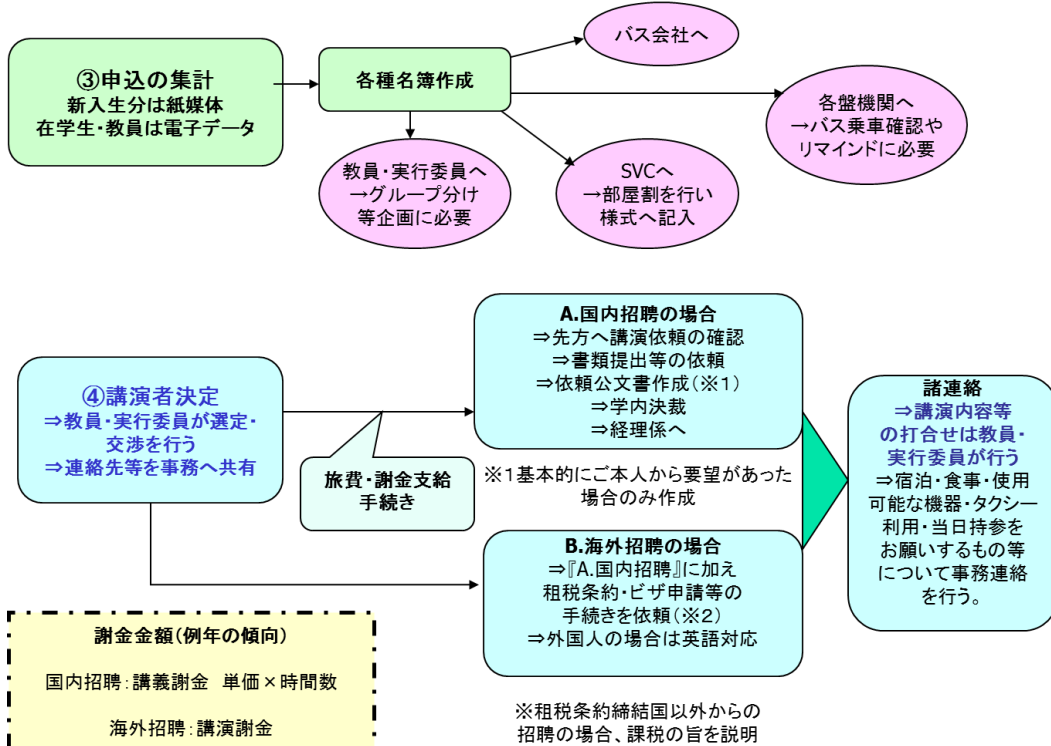 ③申込の集計
新入生分は紙媒体
在学生・教員は電子データ
各種名簿作成
バス会社へ
各盤機関へ
→バス乗車確認や
リマインドに必要
教員・実行委員へ
→グループ分け
等企画に必要
SVCへ
→部屋割を行い
様式へ記入
④講演者決定
⇒教員・実行委員が選定・
交渉を行う
⇒連絡先等を事務へ共有
旅費・謝金支給
手続き
A.国内招聘の場合
⇒先方へ講演依頼の確認
⇒書類提出等の依頼
⇒依頼公文書作成(※1)
⇒学内決裁
⇒経理係へ
※1基本的にご本人から要望があった
場合のみ作成
B.海外招聘の場合
⇒『A.国内招聘』に加え
租税条約・ビザ申請等の
手続きを依頼(※2)
⇒外国人の場合は英語対応
※租税条約締結国以外からの
招聘の場合、課税の旨を説明
諸連絡
⇒講演内容等
の打合せは教員・
実行委員が行う
⇒宿泊・食事・使用
可能な機器・タクシー
利用・当日持参を
お願いするもの等
について事務連絡
を行う。
謝金金額(例年の傾向)
国内招聘:講義謝金 単価×時間数
海外招聘:講演謝金